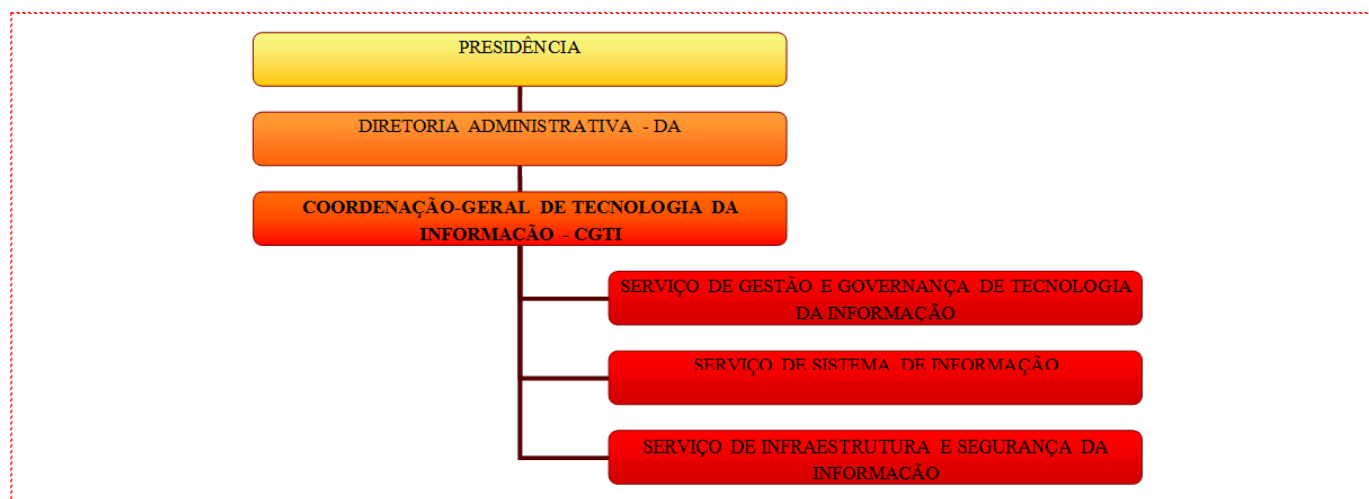 PRESIDÊNCIA
DIRETORIA ADMINISTRATIVA - DA
COORDENAÇÃO-GERAL DE TECNOLOGIA DA
INFORMAÇÃO - CGTI
SERVIÇO DE GESTÃO E GOVERNANÇA DE TECNOLOGIA
DA INFORMAÇÃO
SERVIÇO DE SISTEMA DE INFORMAÇÃO
SERVIÇO DE INFRAESTRUTURA E SEGURANÇA DA
INFORMAÇÃO